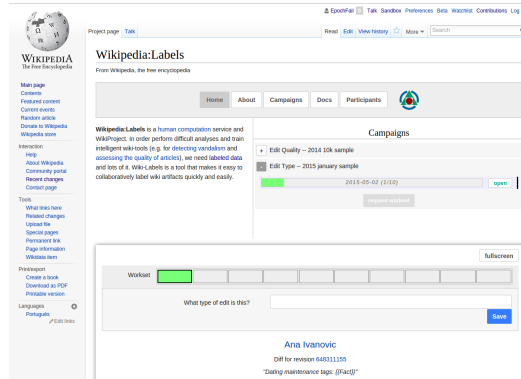 EpochFail Talk Sandbox Preferences Beta Watchlist Contributions Log
Project page Talk
Read Edit View history More Search
WIKIPEDIA
The Free Encyclopedia
Main page
Contents
Featured content
Current events
Random article
Donate to Wikipedia
Wikipedia store
Interaction
Help
About Wikipedia
Community portal
Recent changes
Contact page
Tools
What links here
Related changes
Upload file
Special pages
Permanent link
Page information
Wikidata item
Print/export
Create a book
Download as PDF
Printable version
Languages
Português
Edit links
Wikipedia:Labels
From Wikipedia, the free encyclopedia
Home About Campaigns Docs Participants
Wikipedia:Labels is a human computation service and
WikiProject. In order perform difficult analyses and train
intelligent wiki-tools (e.g. for detecting vandalism and
assessing the quality of articles), we need labeled data
and lots of it. Wiki-Labels is a tool that makes it easy to
collaboratively label wiki artifacts quickly and easily.
Campaigns
+ Edit Quality -- 2014 10k sample
- Edit Type -- 2015 january sample
2015-05-02 (1/10) open
request workset
fullscreen
Workset
What type of edit is this?
Save
Ana Ivanovic
Diff for revision 648311155
"Dating maintenance tags: {{Fact}}"